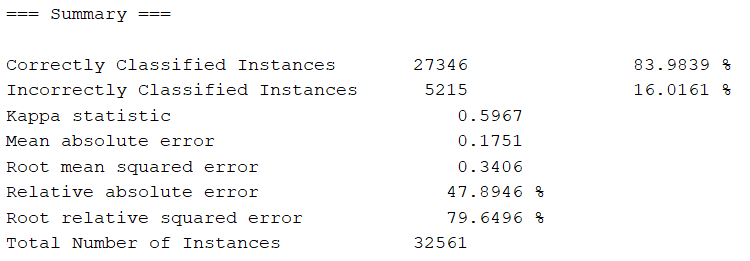 === Summary ===
Correctly Classified Instances 27346 83.9839 %
Incorrectly Classified Instances 5215 16.0161 %
Kappa statistic 0.5967
Mean absolute error 0.1751
Root mean squared error 0.3406
Relative absolute error 47.8946 %
Root relative squared error 79.6496 %
Total Number of Instances 32561